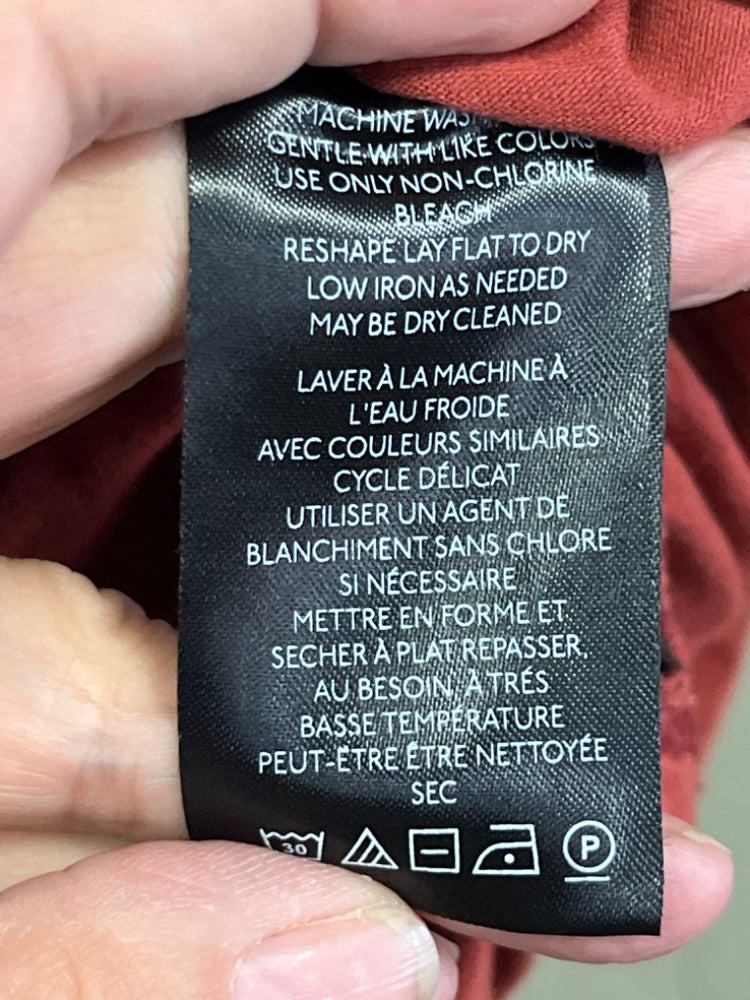 MACHINE WASH
GENTLE WITH LIKE COLORS
USE ONLY NON-CHLORINE
BLEACH
RESHAPE LAY FLAT TO DRY
LOW IRON AS NEEDED
MAY BE DRY CLEANED
LAVER À LA MACHINE À
L'EAU FROIDE
AVEC COULEURS SIMILAIRES
CYCLE DÉLICAT
UTILISER UN AGENT DE
BLANCHIMENT SANS CHLORE
SI NÉCESSAIRE
METTRE EN FORME ET
SECHER À PLAT REPASSER,
AU BESOIN, À TRÉS
BASSE TEMPÉRATURE
PEUT-ÊTRE ÊTRE NETTOYÉE
SEC
30 P